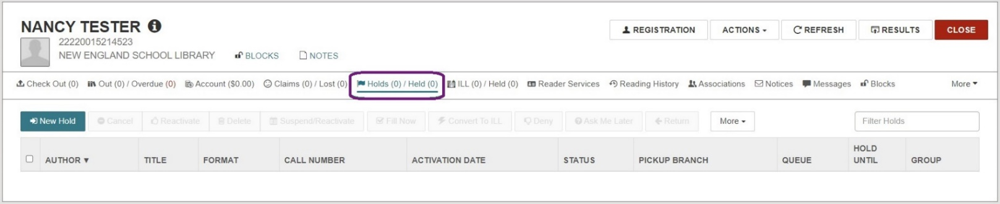 NANCY TESTER
22220015214523
NEW ENGLAND SCHOOL LIBRARY BLOCKS NOTES
REGISTRATION ACTIONS REFRESH RESULTS CLOSE
Check Out (0) Out (0) / Overdue (0) Account ($0.00) Claims (0) / Lost (0) Holds (0) / Held (0) ILL (0) / Held (0) Reader Services Reading History Associations Notices Messages Blocks More
New Hold Cancel Reactivate Delete Suspend/Reactivate Fill Now Convert To ILL Deny Ask Me Later Return More Filter Holds
AUTHOR TITLE FORMAT CALL NUMBER ACTIVATION DATE STATUS PICKUP BRANCH QUEUE HOLD UNTIL GROUP